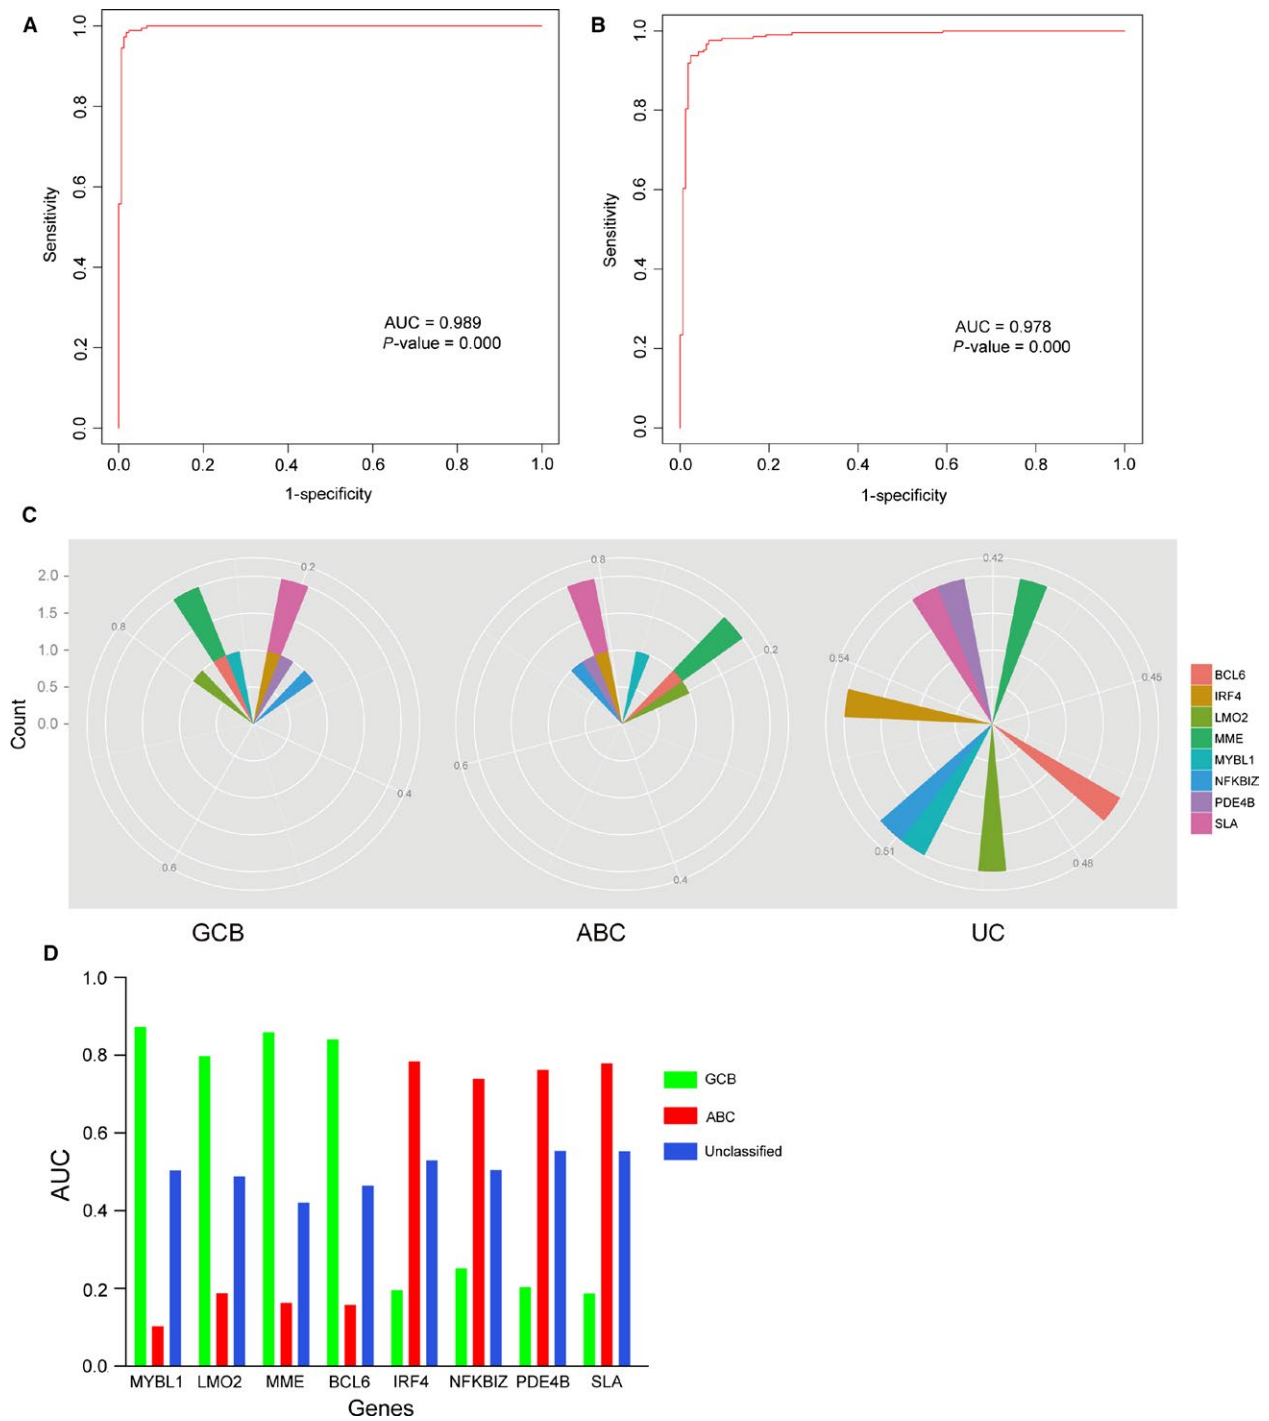 A
1.0
0.8
0.6
0.4
0.2
0.0
Sensitivity
AUC = 0.989
P-value = 0.000
0.0 0.2 0.4 0.6 0.8 1.0
1-specificity
B
1.0
0.8
0.6
0.4
0.2
0.0
Sensitivity
AUC = 0.978
P-value = 0.000
0.0 0.2 0.4 0.6 0.8 1.0
1-specificity
C
2.0
1.5
1.0
0.5
0.0
Count
0.2
0.8
0.4
0.6
GCB
0.8
0.2
0.6
0.4
ABC
0.42
0.54
0.45
0.51
0.48
UC
BCL6
IRF4
LMO2
MME
MYBL1
NFKBIZ
PDE4B
SLA
D
1.0
0.8
0.6
0.4
0.2
0.0
AUC
MYBL1 LMO2 MME BCL6 IRF4 NFKBIZ PDE4B SLA
Genes
GCB
ABC
Unclassified